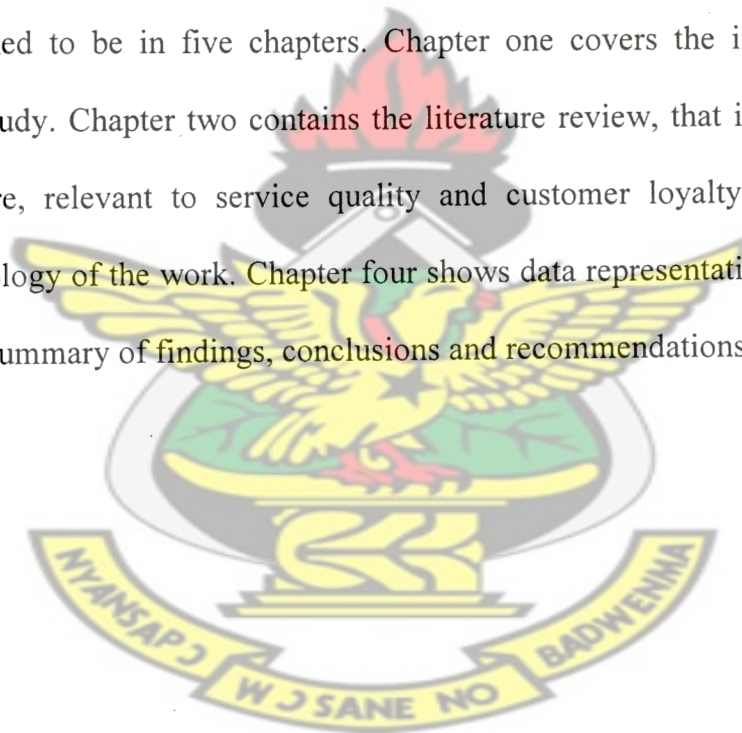 ed to be in five chapters. Chapter one covers the i
udy. Chapter two contains the literature review, that i
e, relevant to service quality and customer loyalty
logy of the work. Chapter four shows data representati
ummary of findings, conclusions and recommendations
NYANSAPƆ
WƆSANE NO
BADWENMA